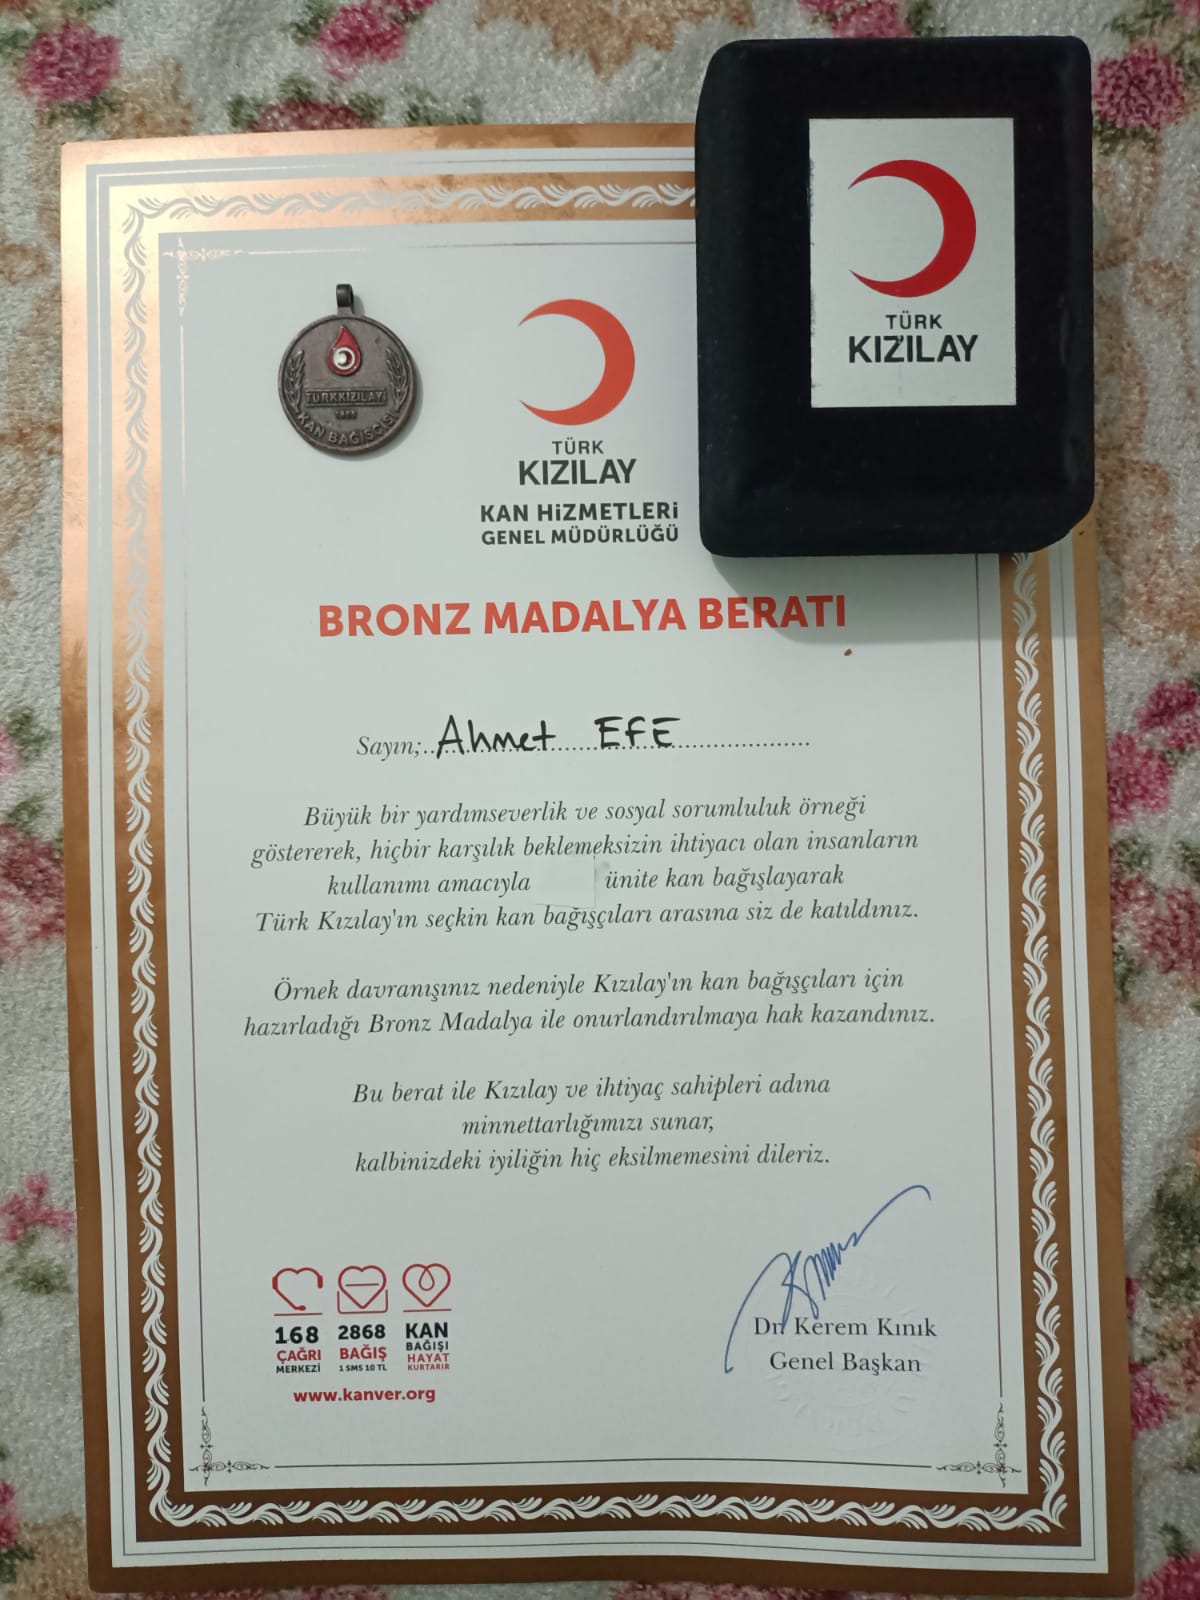 TÜRK
KIZILAY
TÜRKKIZILAYI
KAN BAĞIŞÇISI
TÜRK
KIZILAY
KAN HİZMETLERİ
GENEL MÜDÜRLÜĞÜ
BRONZ MADALYA BERATI
Sayın;..Ahmet EFE..................
Büyük bir yardımseverlik ve sosyal sorumluluk örneği
göstererek, hiçbir karşılık beklemeksizin ihtiyacı olan insanların
kullanımı amacıyla ünite kan bağışlayarak
Türk Kızılay'ın seçkin kan bağışçıları arasına siz de katıldınız.
Örnek davranışınız nedeniyle Kızılay'ın kan bağışçıları için
hazırladığı Bronz Madalya ile onurlandırılmaya hak kazandınız.
Bu berat ile Kızılay ve ihtiyaç sahipleri adına
minnettarlığımızı sunar,
kalbinizdeki iyiliğin hiç eksilmemesini dileriz.
168
ÇAĞRI
MERKEZİ
2868
BAĞIŞ
1 SMS 10 TL
KAN
BAĞIŞI
HAYAT
KURTARIR
www.kanver.org
Dr. Kerem Kınık
Genel Başkan